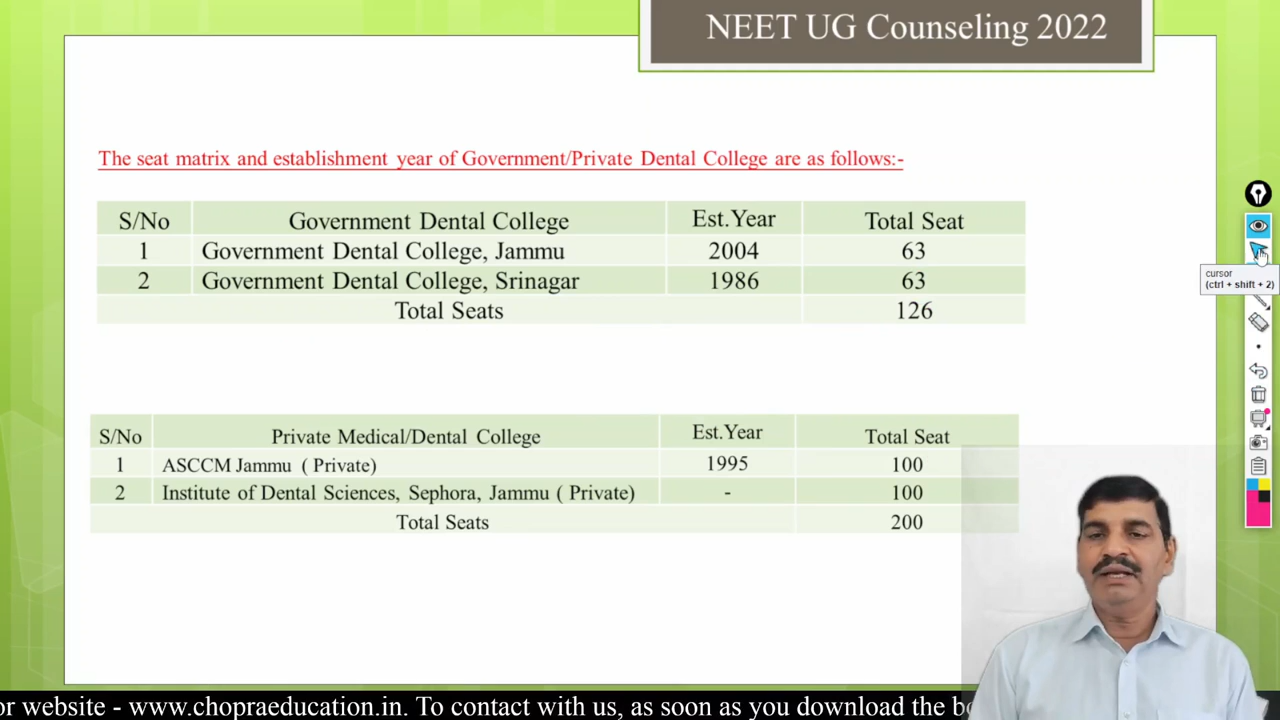 NEET UG Counseling 2022
The seat matrix and establishment year of Government/Private Dental College are as follows:-
S/No Government Dental College Est.Year Total Seat
1 Government Dental College, Jammu 2004 63
2 Government Dental College, Srinagar 1986 63
Total Seats 126
cursor
(ctrl + shift + 2)
S/No Private Medical/Dental College Est.Year Total Seat
1 ASCCM Jammu ( Private) 1995 100
2 Institute of Dental Sciences, Sephora, Jammu ( Private) - 100
Total Seats 200
website - www.chopraeducation.in. To contact with us, as soon as you download the